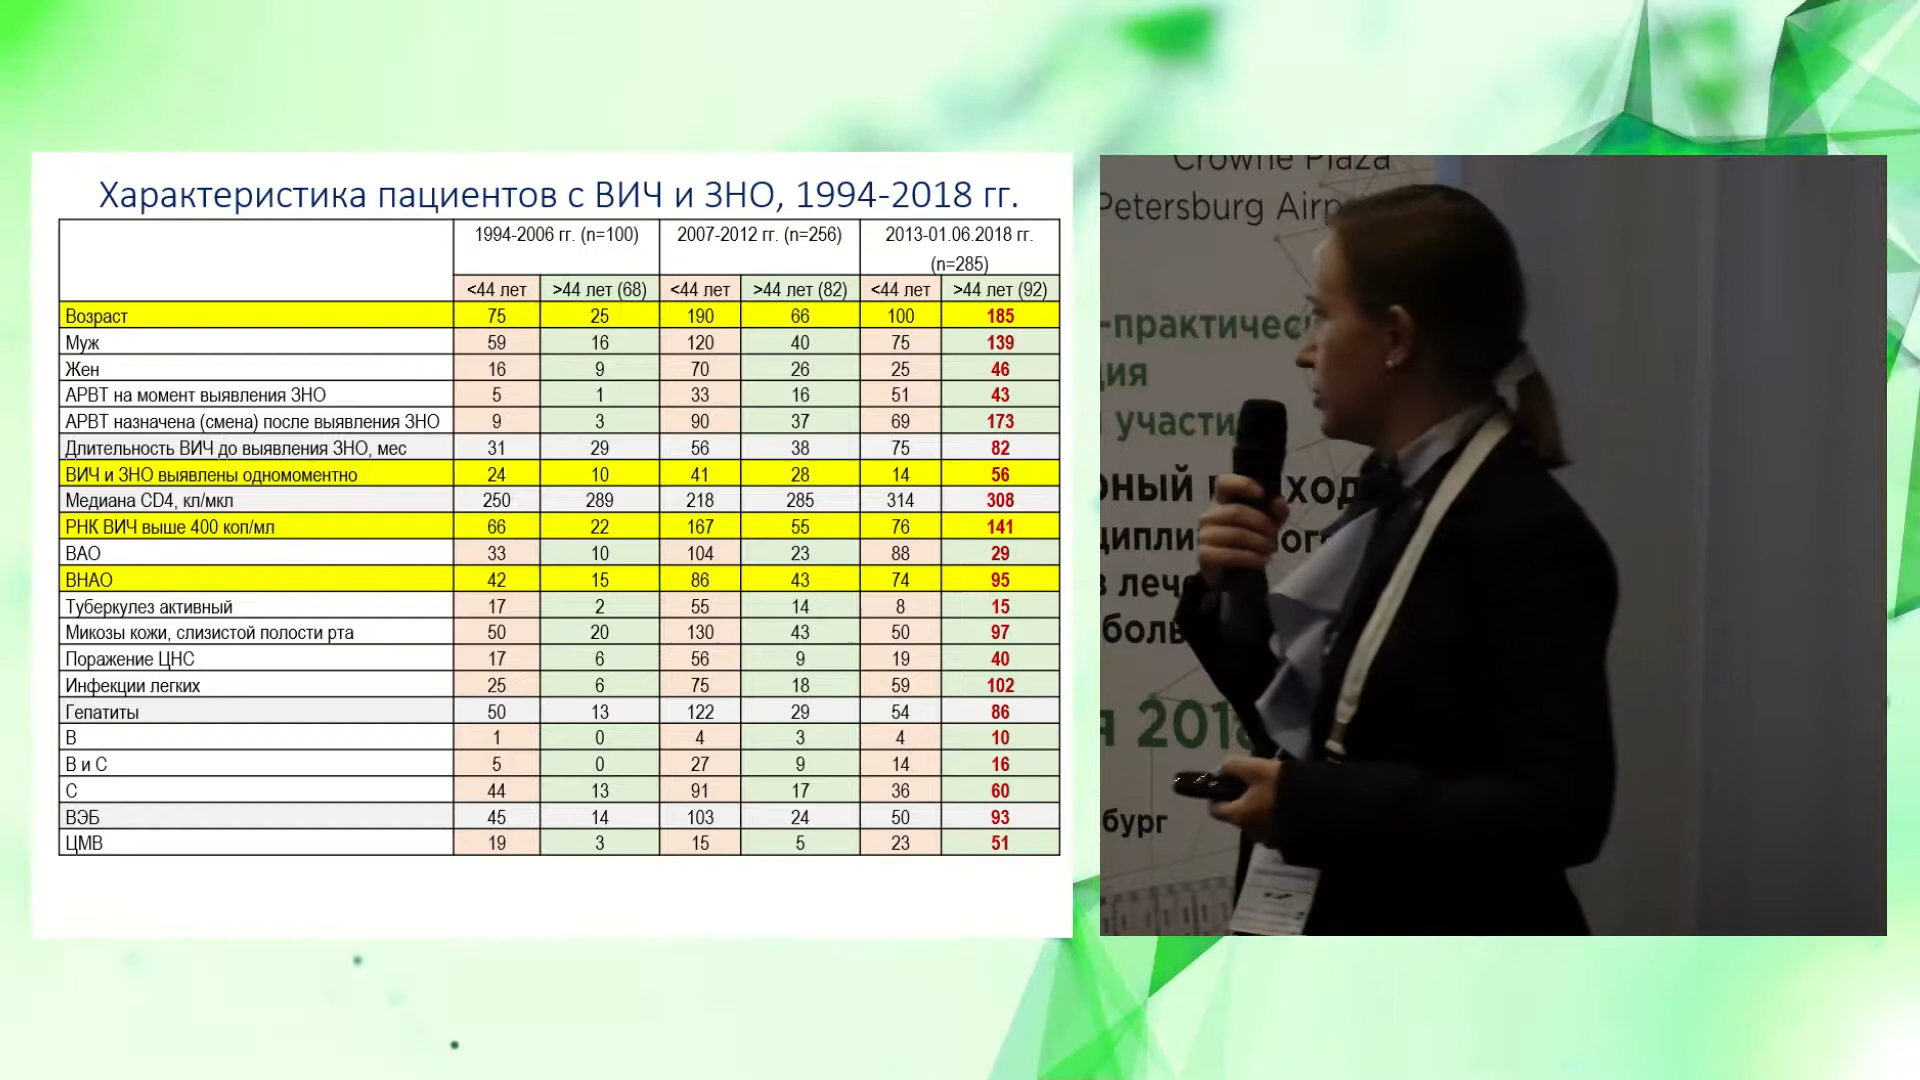 Характеристика пациентов с ВИЧ и ЗНО, 1994-2018 гг.
1994-2006 гг. (n=100) 2007-2012 гг. (n=256) 2013-01.06.2018 гг. (n=285)
<44 лет >44 лет (68) <44 лет >44 лет (82) <44 лет >44 лет (92)
Возраст 75 25 190 66 100 185
Муж 59 16 120 40 75 139
Жен 16 9 70 26 25 46
АРВТ на момент выявления ЗНО 5 1 33 16 51 43
АРВТ назначена (смена) после выявления ЗНО 9 3 90 37 69 173
Длительность ВИЧ до выявления ЗНО, мес 31 29 56 38 75 82
ВИЧ и ЗНО выявлены одномоментно 24 10 41 28 14 56
Медиана CD4, кл/мкл 250 289 218 285 314 308
РНК ВИЧ выше 400 коп/мл 66 22 167 55 76 141
ВАО 33 10 104 23 88 29
ВНАО 42 15 86 43 74 95
Туберкулез активный 17 2 55 14 8 15
Микозы кожи, слизистой полости рта 50 20 130 43 50 97
Поражение ЦНС 17 6 56 9 19 40
Инфекции легких 25 6 75 18 59 102
Гепатиты 50 13 122 29 54 86
В 1 0 4 3 4 10
В и С 5 0 27 9 14 16
С 44 13 91 17 36 60
ВЭБ 45 14 103 24 50 93
ЦМВ 19 3 15 5 23 51
Crowne Plaza
Petersburg Airp
-практичес
ция
участи
ный ход
ципли
лече
боль
2018
бург